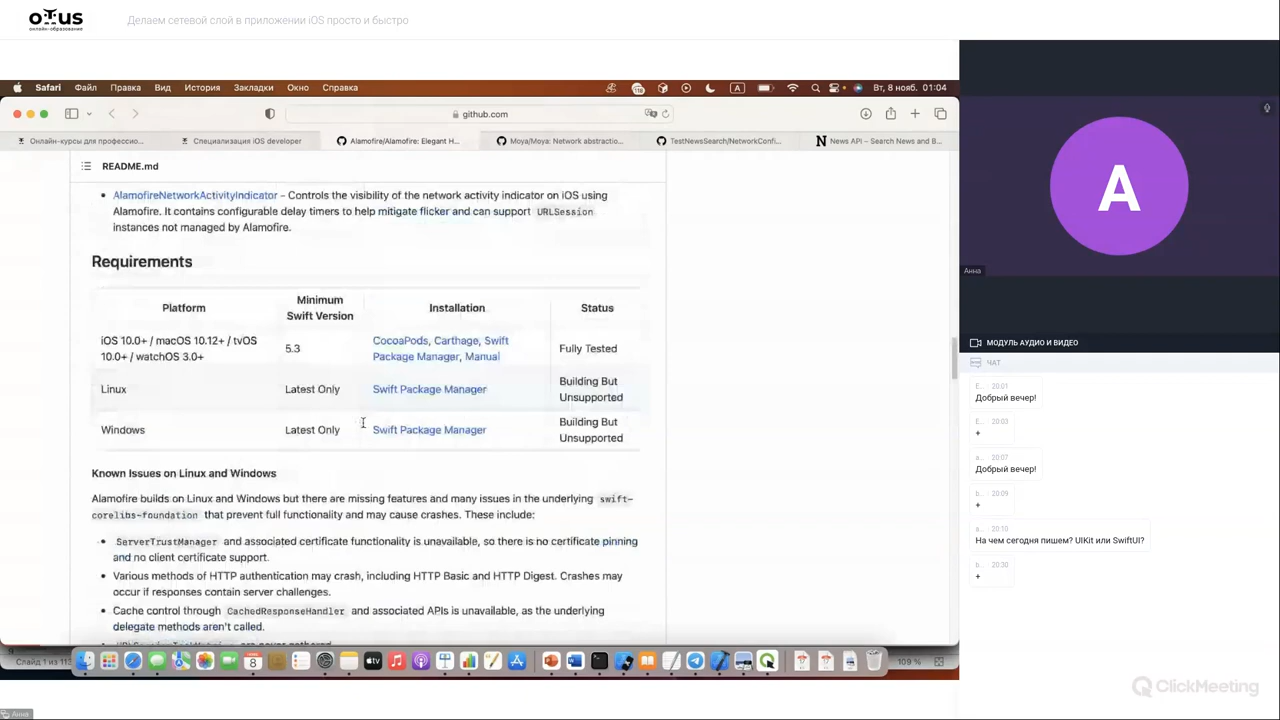 OTUS
онлайн-образование
Делаем сетевой слой в приложении iOS просто и быстро
Safari Файл Правка Вид История Закладки Окно Справка
A
Вт, 8 нояб. 01:04
github.com
Онлайн-курсы для профессио...
Специализация iOS developer
Alamofire/Alamofire: Elegant H...
Moya/Moya: Network abstractio...
TestNewsSearch/NetworkConfi...
News API – Search News and B...
README.md
AlamofireNetworkActivityIndicator – Controls the visibility of the network activity indicator on iOS using
Alamofire. It contains configurable delay timers to help mitigate flicker and can support URLSession
instances not managed by Alamofire.
Requirements
Platform
Minimum
Swift Version
Installation
Status
iOS 10.0+ / macOS 10.12+ / tvOS
10.0+ / watchOS 3.0+
5.3
CocoaPods, Carthage, Swift
Package Manager, Manual
Fully Tested
Linux
Latest Only
Swift Package Manager
Building But
Unsupported
Windows
Latest Only
Swift Package Manager
Building But
Unsupported
Known Issues on Linux and Windows
Alamofire builds on Linux and Windows but there are missing features and many issues in the underlying swift-
corelibs-foundation that prevent full functionality and may cause crashes. These include:
ServerTrustManager and associated certificate functionality is unavailable, so there is no certificate pinning
and no client certificate support.
Various methods of HTTP authentication may crash, including HTTP Basic and HTTP Digest. Crashes may
occur if responses contain server challenges.
Cache control through CachedResponseHandler and associated APIs is unavailable, as the underlying
delegate methods aren't called.
Слайд 1 из 113
8
tv
109 %
Анна
A
Анна
МОДУЛЬ АУДИО И ВИДЕО
ЧАТ
E... 20:01
Добрый вечер!
E... 20:03
+
a... 20:07
Добрый вечер!
b... 20:09
+
a... 20:10
На чем сегодня пишем? UIKit или SwiftUI?
b... 20:30
+
ClickMeeting